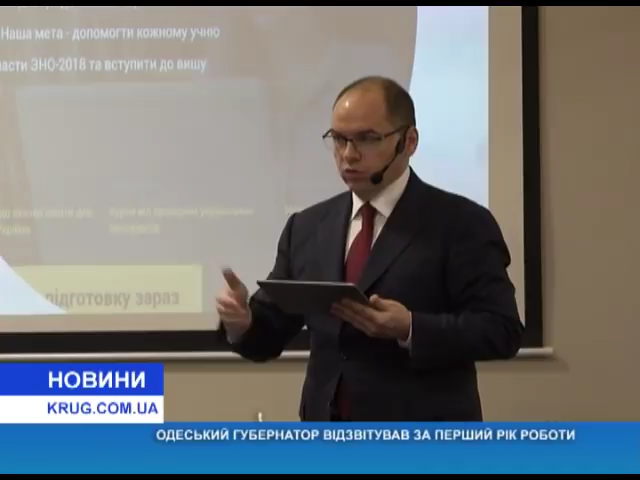 Наша мета - допомогти кожному учню
ЗНО-2018 та вступити до вишу
зараз
НОВИНИ
KRUG.COM.UA
ОДЕСЬКИЙ ГУБЕРНАТОР ВІДЗВІТУВАВ ЗА ПЕРШИЙ РІК РОБОТИ